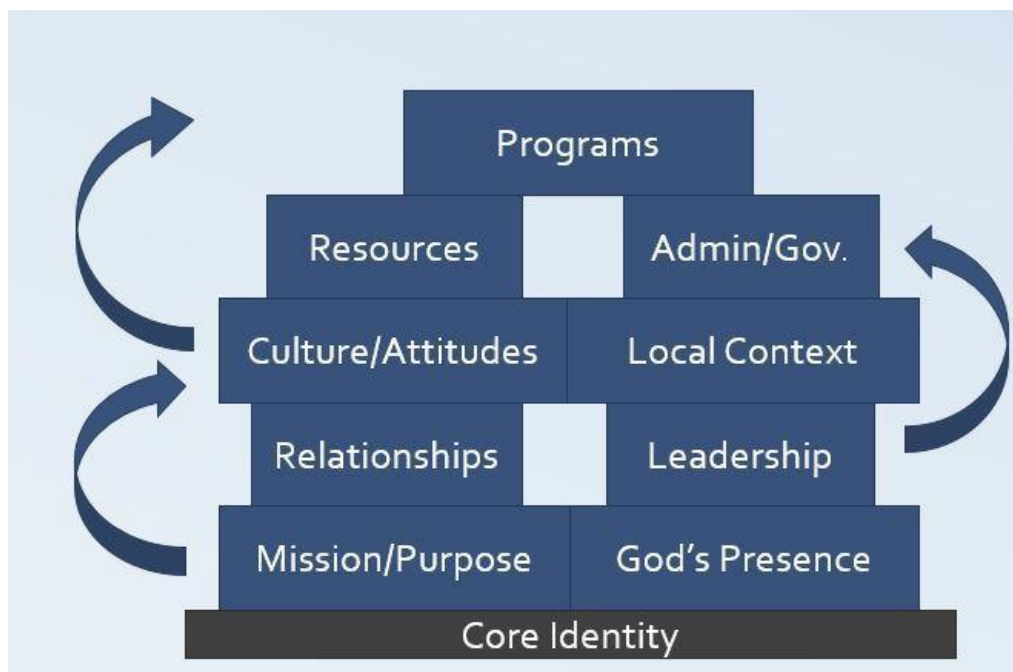 Programs
Resources
Admin/Gov.
Culture/Attitudes
Local Context
Relationships
Leadership
Mission/Purpose
God's Presence
Core Identity